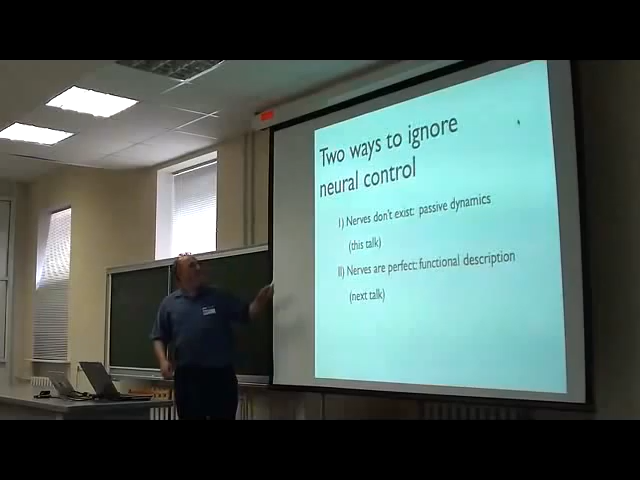 Two ways to ignore
neural control
I) Nerves don't exist: passive dynamics
(this talk)
II) Nerves are perfect: functional description
(next talk)